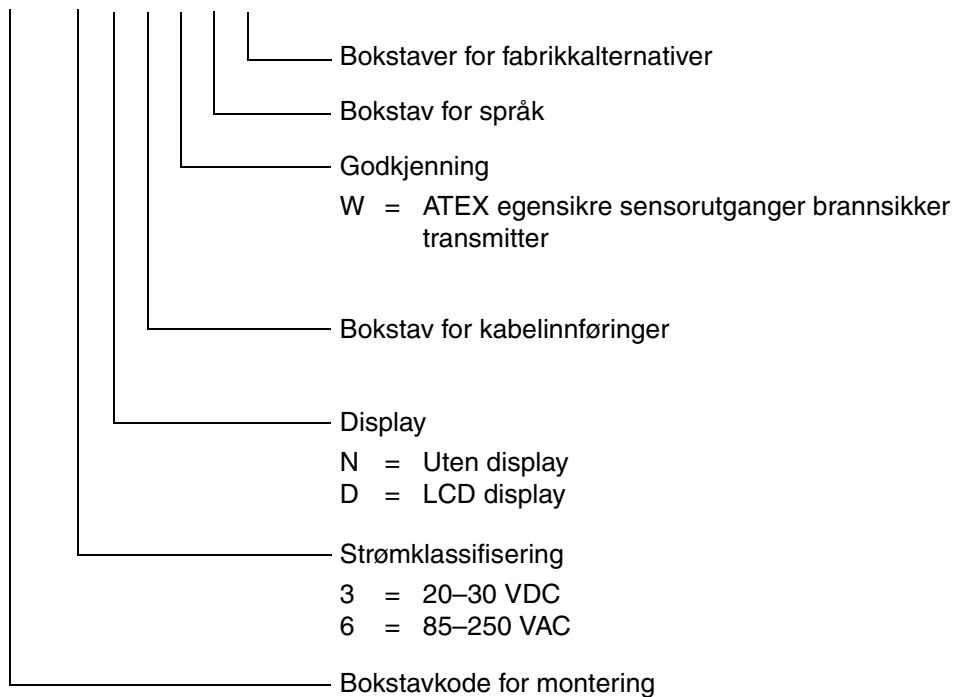 Bokstaver for fabrikkalternativer
Bokstav for språk
Godkjenning
W = ATEX egensikre sensorutganger brannsikker
transmitter
Bokstav for kabelinnføringer
Display
N = Uten display
D = LCD display
Strømklassifisering
3 = 20–30 VDC
6 = 85–250 VAC
Bokstavkode for montering